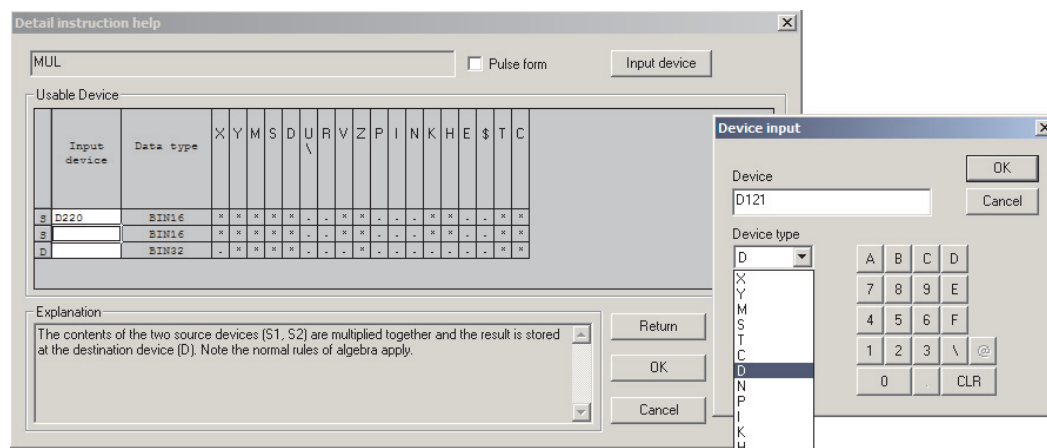 Detail instruction help
MUL
Pulse form
Input device
Usable Device
Input device
Data type
X Y M S D U \ R V Z P I N K H E $ T C
S D220 BIN16 * * * * * - - * * - - - * * - - * *
S BIN16 * * * * * - - * * - - - * * - - * *
D BIN32 - * * * * - - - * - - - - - - - * *
Explanation
The contents of the two source devices (S1, S2) are multiplied together and the result is stored
at the destination device (D). Note the normal rules of algebra apply.
Return
OK
Cancel
Device input
Device
D121
OK
Cancel
Device type
D
X
Y
M
S
T
C
D
N
P
I
K
H
A B C D
7 8 9 E
4 5 6 F
1 2 3 \ @
0 . CLR